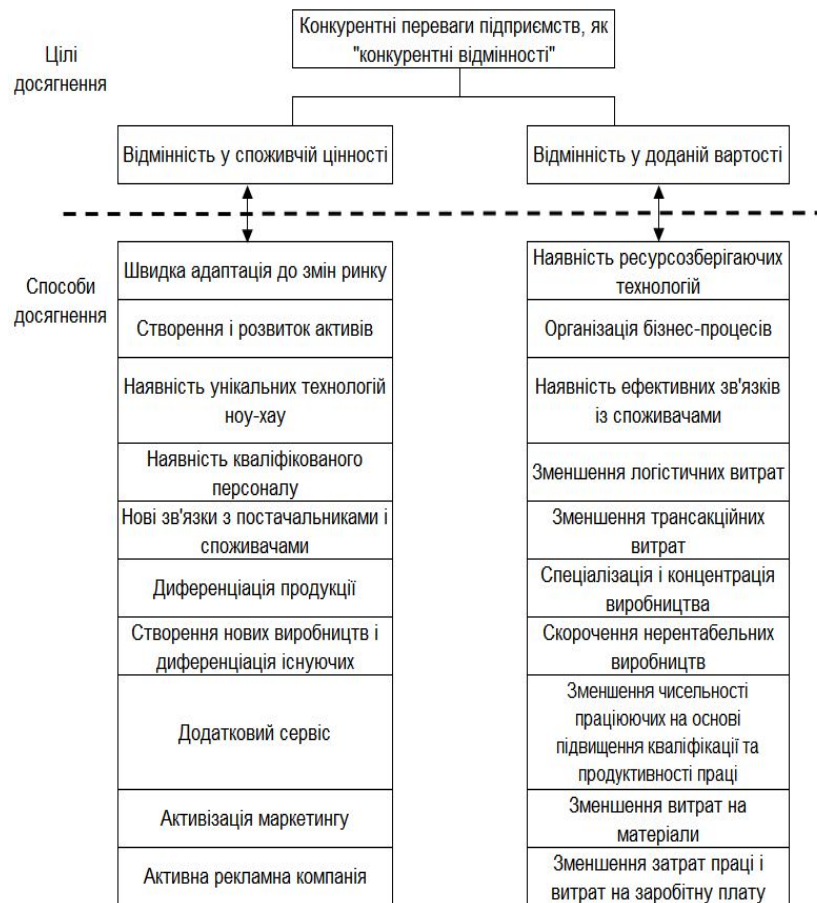 Конкурентні переваги підприємств, як
"конкурентні відмінності"
Цілі
досягнення
Відмінність у споживчій цінності
Відмінність у доданій вартості
Способи
досягнення
Швидка адаптація до змін ринку
Створення і розвиток активів
Наявність унікальних технологій
ноу-хау
Наявність кваліфікованого
персоналу
Нові зв'язки з постачальниками і
споживачами
Диференціація продукції
Створення нових виробництв і
диференціація існуючих
Додатковий сервіс
Активізація маркетингу
Активна рекламна компанія
Наявність ресурсозберігаючих
технологій
Організація бізнес-процесів
Наявність ефективних зв'язків
із споживачами
Зменшення логістичних витрат
Зменшення трансакційних
витрат
Спеціалізація і концентрація
виробництва
Скорочення нерентабельних
виробництв
Зменшення чисельності
праціюючих на основі
підвищення кваліфікації та
продуктивності праці
Зменшення витрат на
матеріали
Зменшення затрат праці і
витрат на заробітну плату